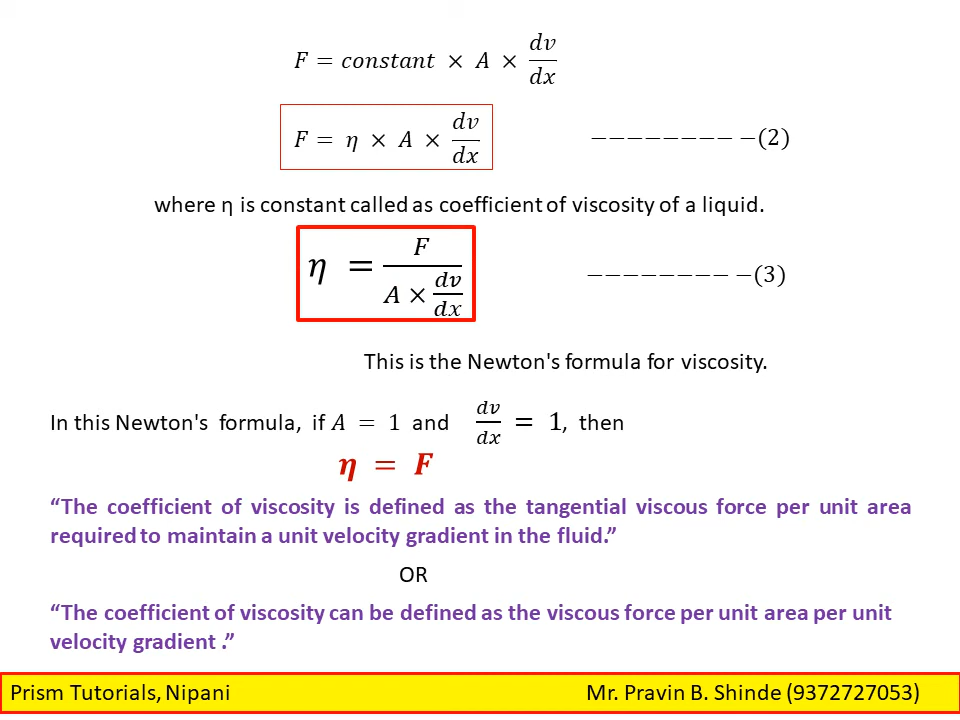 F = constant × A × dv/dx
F = η × A × dv/dx −−−−−−−− −(2)
where η is constant called as coefficient of viscosity of a liquid.
η = F/(A × dv/dx) −−−−−−−− −(3)
This is the Newton's formula for viscosity.
In this Newton's formula, if A = 1 and dv/dx = 1, then
η = F
“The coefficient of viscosity is defined as the tangential viscous force per unit area
required to maintain a unit velocity gradient in the fluid.”
OR
“The coefficient of viscosity can be defined as the viscous force per unit area per unit
velocity gradient .”
Prism Tutorials, Nipani Mr. Pravin B. Shinde (9372727053)